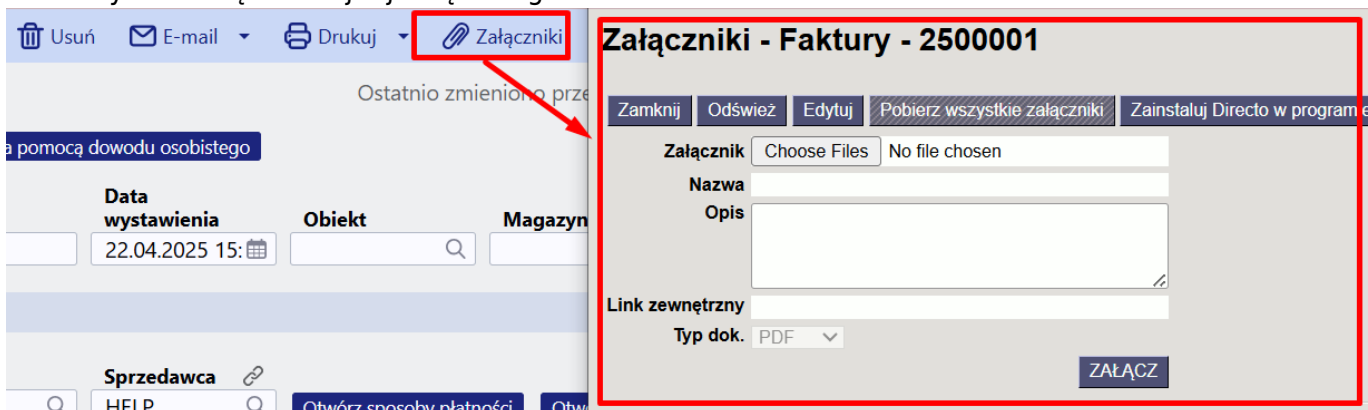 Usuń E-mail Drukuj Załączniki
Ostatnio zmieniono prze
a pomocą dowodu osobistego
Data
wystawienia Obiekt Magazyn
22.04.2025 15:
Sprzedawca
HELP Otwórz sposoby płatności Otw
Załączniki - Faktury - 2500001
Zamknij Odśwież Edytuj Pobierz wszystkie załączniki Zainstaluj Directo w programie
Załącznik Choose Files No file chosen
Nazwa
Opis
Link zewnętrzny
Typ dok. PDF
ZAŁĄCZ